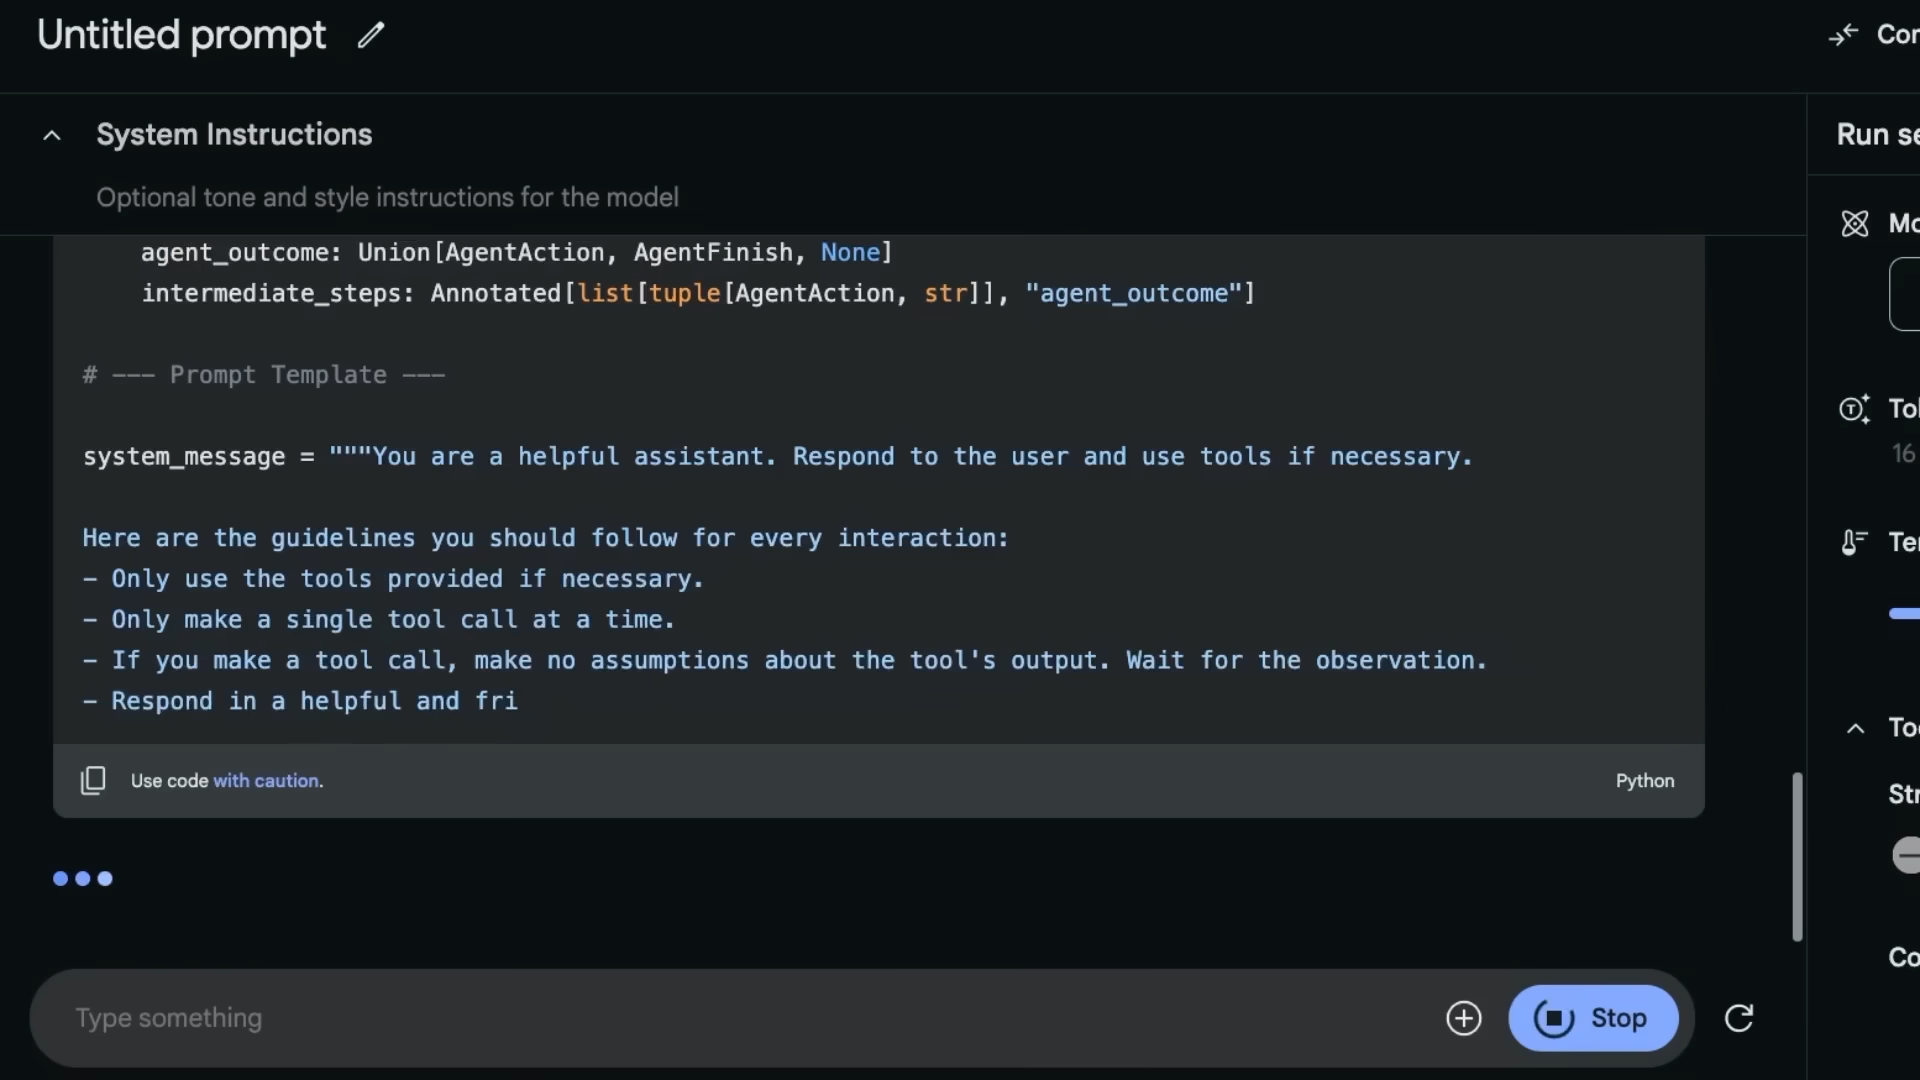 Untitled prompt
System Instructions
Optional tone and style instructions for the model
agent_outcome: Union[AgentAction, AgentFinish, None]
intermediate_steps: Annotated[list[tuple[AgentAction, str]], "agent_outcome"]
# --- Prompt Template ---
system_message = """You are a helpful assistant. Respond to the user and use tools if necessary.
Here are the guidelines you should follow for every interaction:
- Only use the tools provided if necessary.
- Only make a single tool call at a time.
- If you make a tool call, make no assumptions about the tool's output. Wait for the observation.
- Respond in a helpful and fri
Use code with caution.
Python
Type something
Stop
Run
16